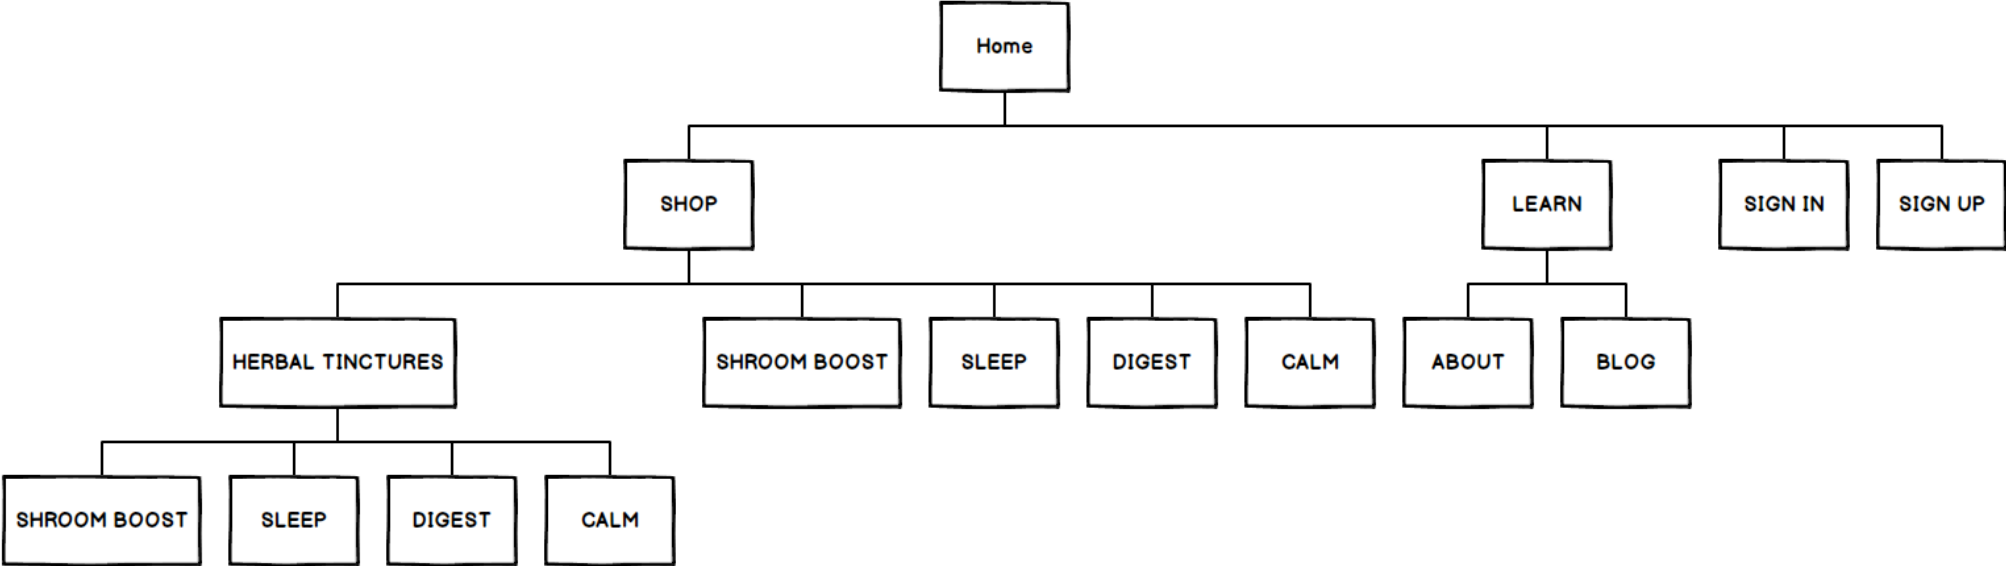 Home
SHOP
LEARN
SIGN IN
SIGN UP
HERBAL TINCTURES
SHROOM BOOST
SLEEP
DIGEST
CALM
ABOUT
BLOG
SHROOM BOOST
SLEEP
DIGEST
CALM